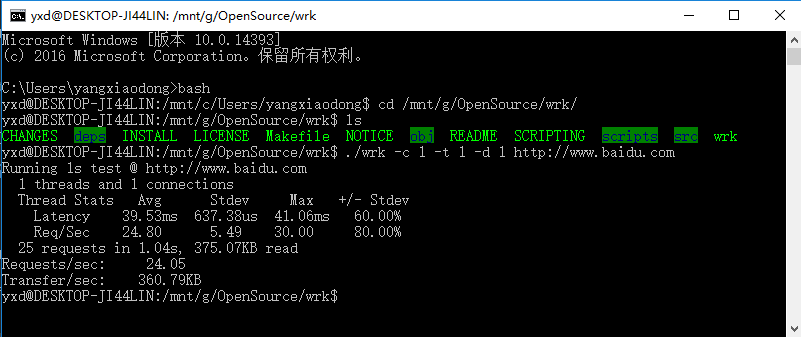 yxd@DESKTOP-JI44LIN: /mnt/g/OpenSource/wrk
Microsoft Windows [版本 10.0.14393]
(c) 2016 Microsoft Corporation。保留所有权利。
C:\Users\yangxiaodong>bash
yxd@DESKTOP-JI44LIN:/mnt/c/Users/yangxiaodong$ cd /mnt/g/OpenSource/wrk/
yxd@DESKTOP-JI44LIN:/mnt/g/OpenSource/wrk$ ls
CHANGES  deps  INSTALL  LICENSE  Makefile  NOTICE  obj  README  SCRIPTING  scripts  src  wrk
yxd@DESKTOP-JI44LIN:/mnt/g/OpenSource/wrk$ ./wrk -c 1 -t 1 -d 1 http://www.baidu.com
Running 1s test @ http://www.baidu.com
  1 threads and 1 connections
  Thread Stats   Avg      Stdev     Max   +/- Stdev
    Latency    39.53ms  637.38us  41.06ms   60.00%
    Req/Sec    24.80      5.49    30.00     80.00%
  25 requests in 1.04s, 375.07KB read
Requests/sec:     24.05
Transfer/sec:    360.79KB
yxd@DESKTOP-JI44LIN:/mnt/g/OpenSource/wrk$